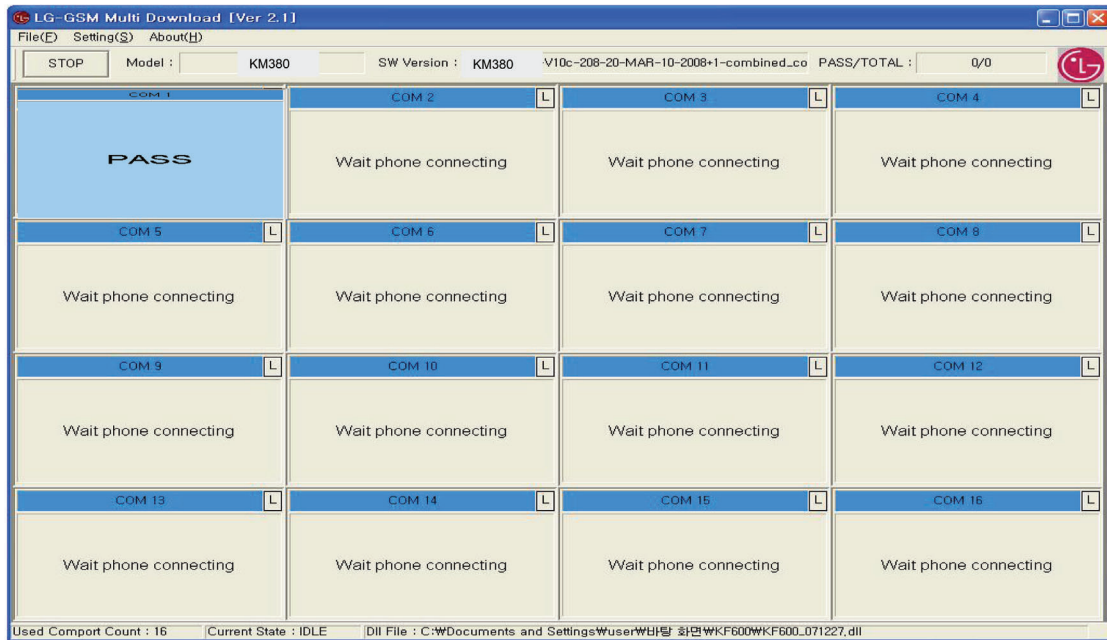 LG-GSM Multi Download [Ver 2.1]
File(F) Setting(S) About(H)
STOP Model : KM380 SW Version : KM380 -V10c-208-20-MAR-10-2008+1-combined_co PASS/TOTAL : 0/0 LG
COM 1 COM 2 L COM 3 L COM 4 L
PASS Wait phone connecting Wait phone connecting Wait phone connecting
COM 5 L COM 6 L COM 7 L COM 8 L
Wait phone connecting Wait phone connecting Wait phone connecting Wait phone connecting
COM 9 L COM 10 L COM 11 L COM 12 L
Wait phone connecting Wait phone connecting Wait phone connecting Wait phone connecting
COM 13 L COM 14 L COM 15 L COM 16 L
Wait phone connecting Wait phone connecting Wait phone connecting Wait phone connecting
Used Comport Count : 16 Current State : IDLE Dll File : C:₩Documents and Settings₩user₩바탕 화면₩KF600₩KF600_071227.dll